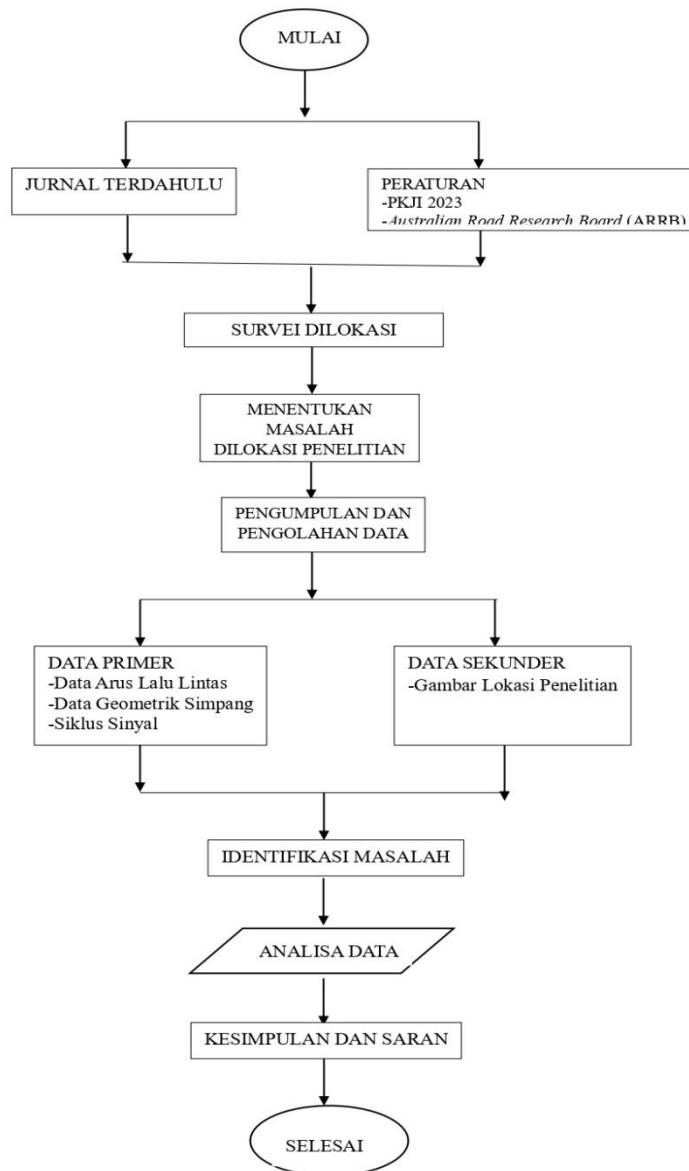 MULAI
JURNAL TERDAHULU
PERATURAN
-PKJI 2023
-Australian Road Research Board (ARRB)
SURVEI DILOKASI
MENENTUKAN
MASALAH
DILOKASI PENELITIAN
PENGUMPULAN DAN
PENGOLAHAN DATA
DATA PRIMER
-Data Arus Lalu Lintas
-Data Geometrik Simpang
-Siklus Sinyal
DATA SEKUNDER
-Gambar Lokasi Penelitian
IDENTIFIKASI MASALAH
ANALISA DATA
KESIMPULAN DAN SARAN
SELESAI